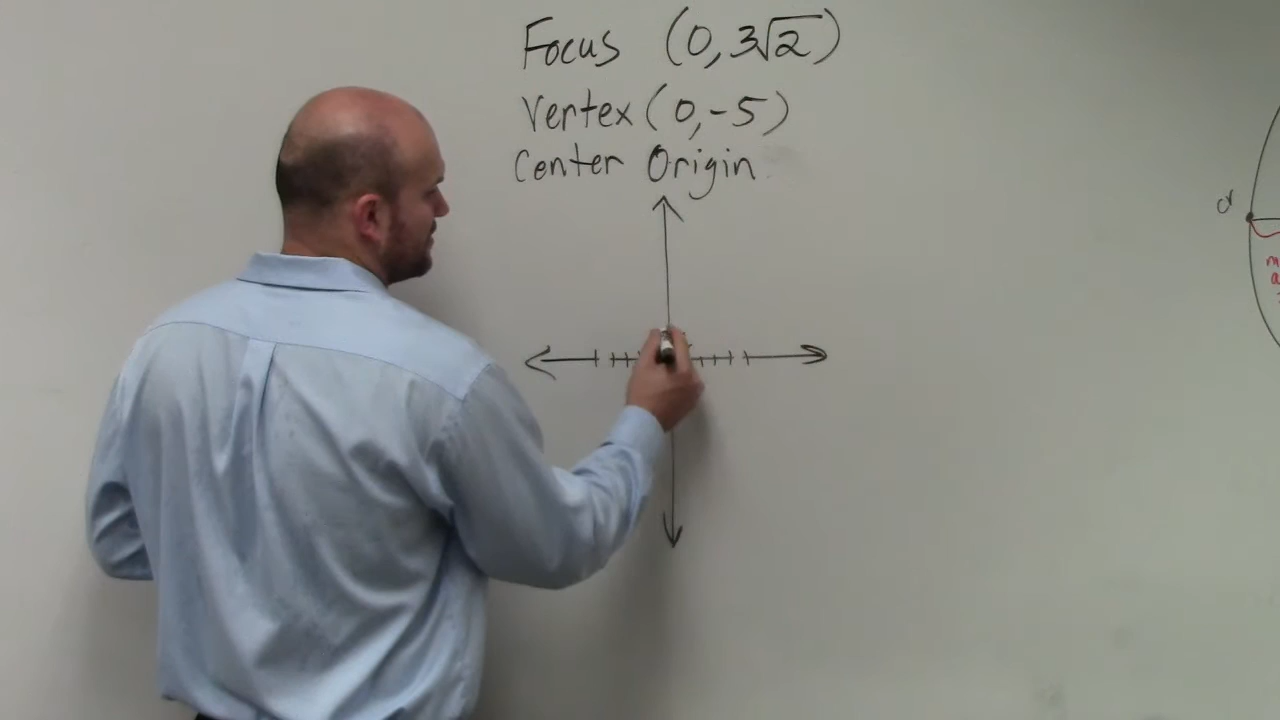 Focus (0, 3√2)
Vertex (0, -5)
Center Origin